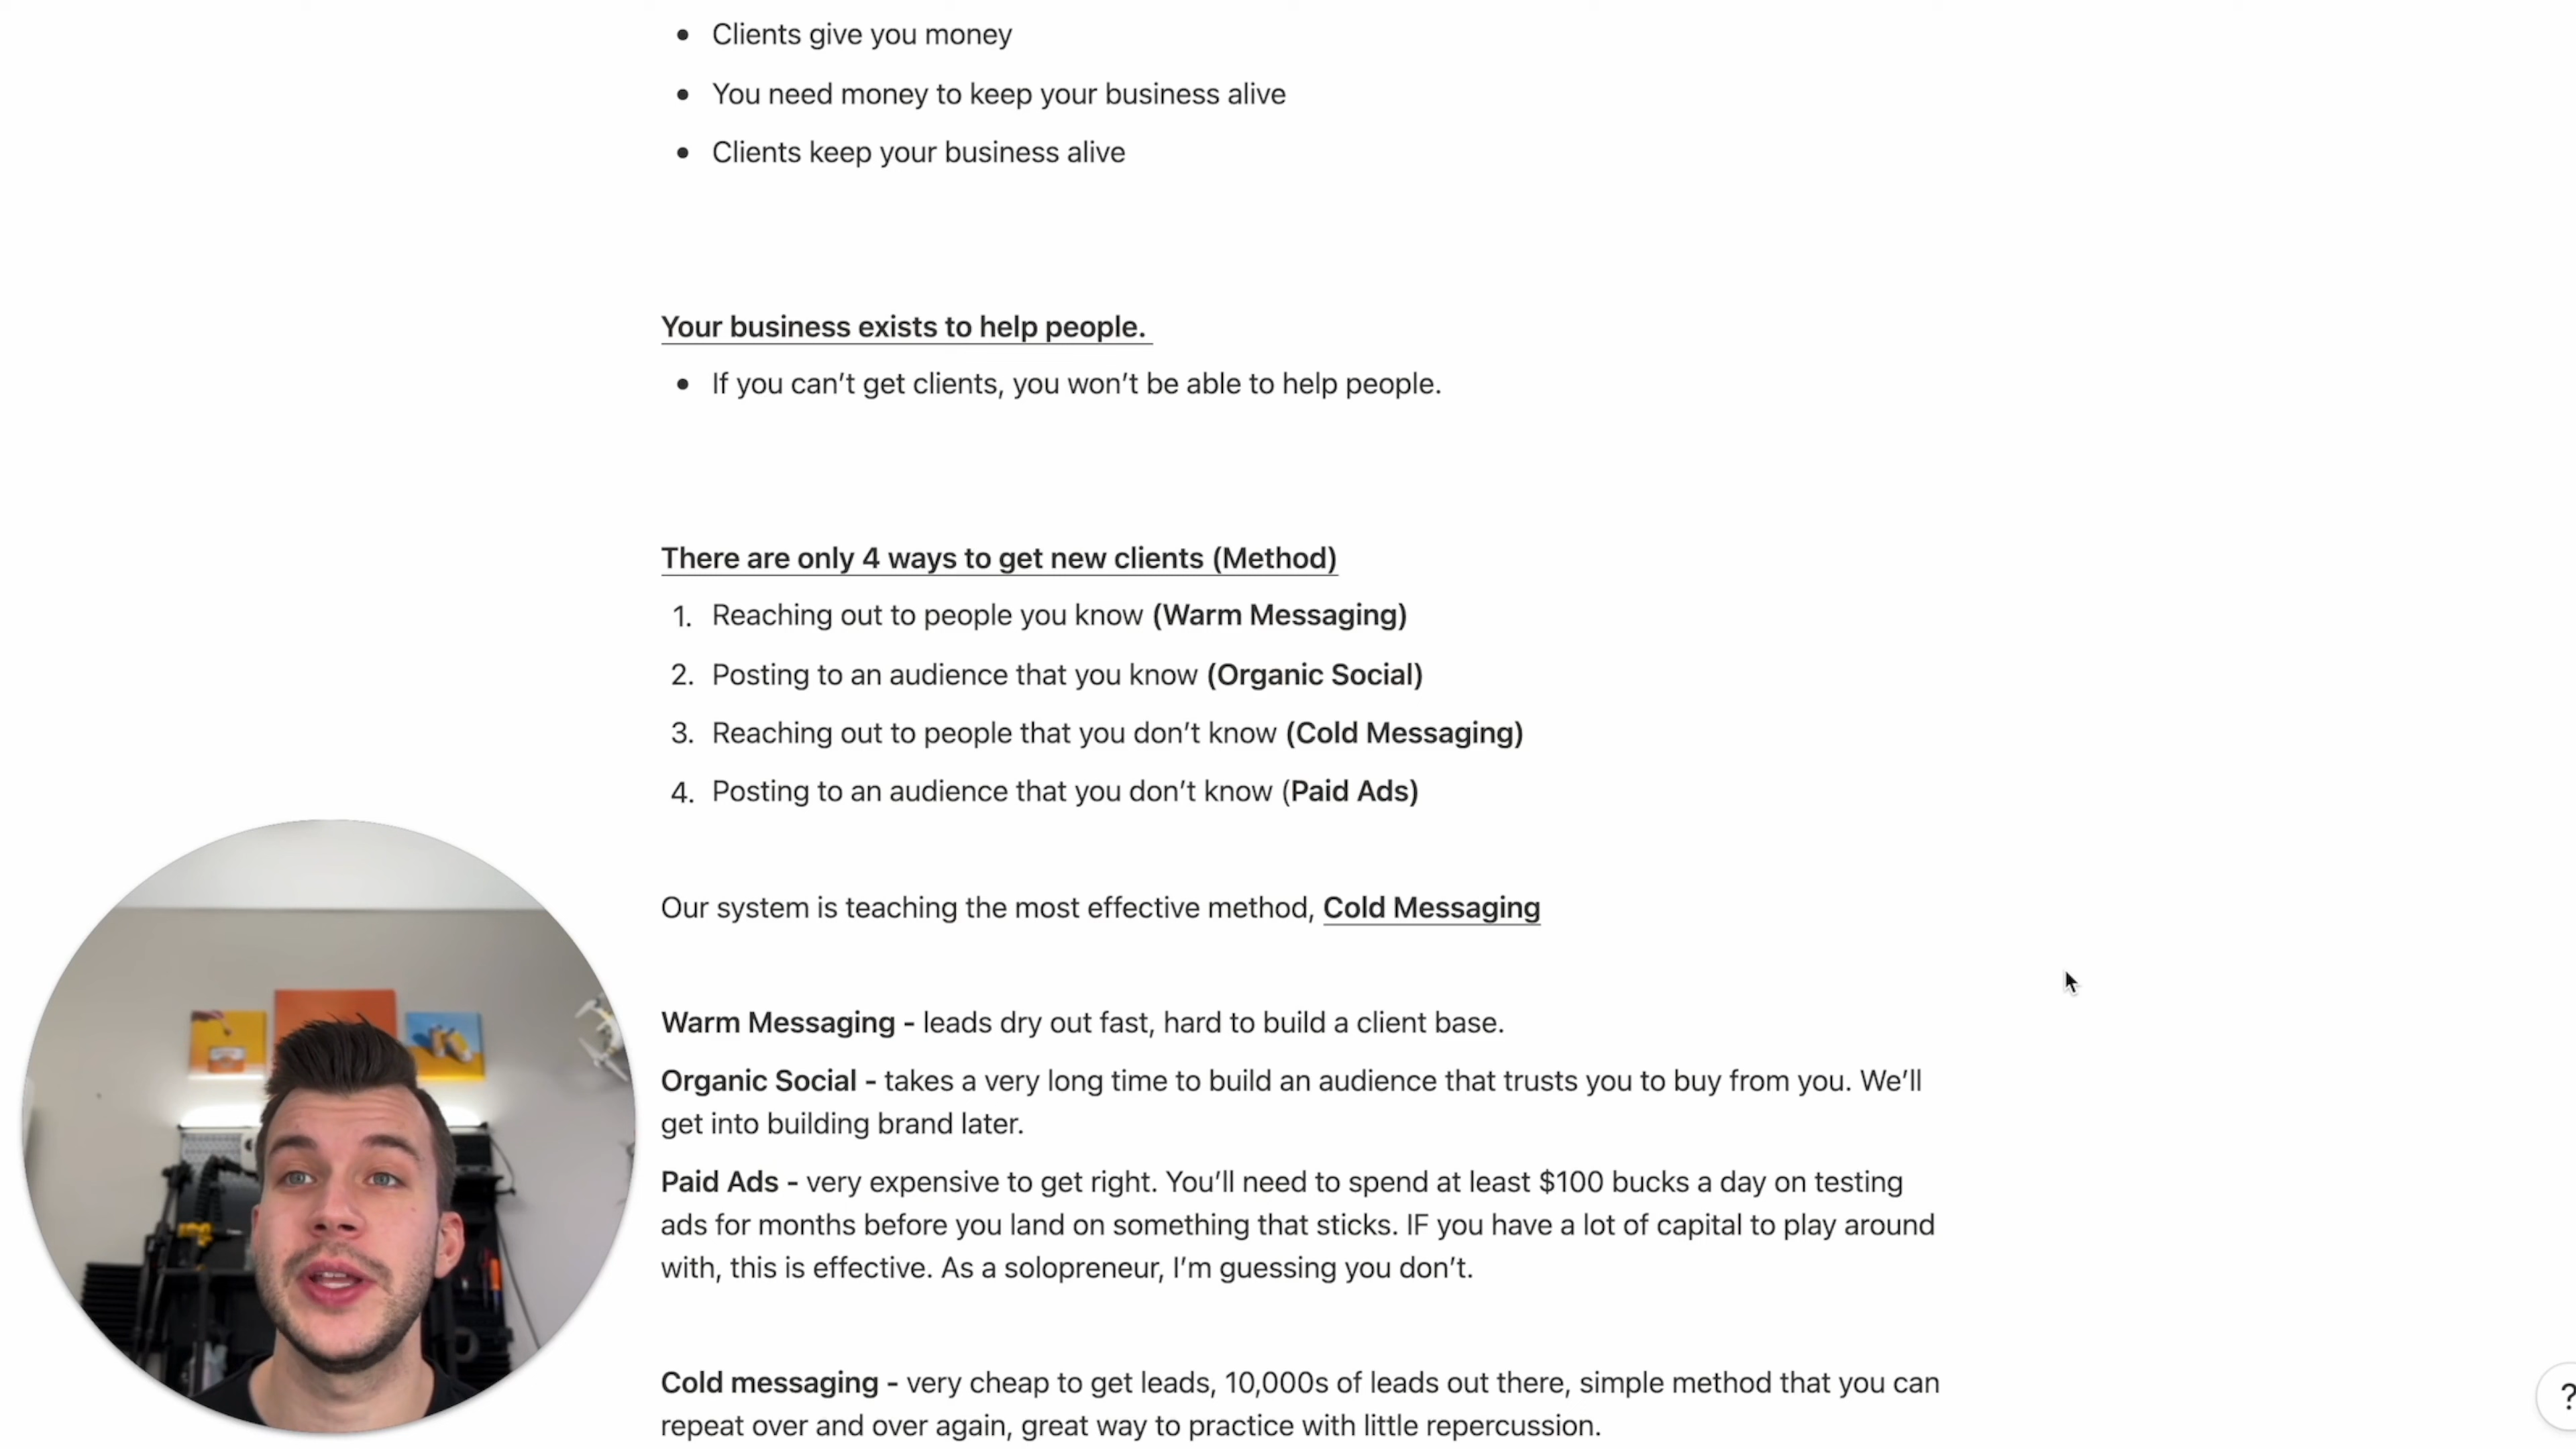 • Clients give you money
• You need money to keep your business alive
• Clients keep your business alive
Your business exists to help people.
• If you can’t get clients, you won’t be able to help people.
There are only 4 ways to get new clients (Method)
1. Reaching out to people you know (Warm Messaging)
2. Posting to an audience that you know (Organic Social)
3. Reaching out to people that you don’t know (Cold Messaging)
4. Posting to an audience that you don’t know (Paid Ads)
Our system is teaching the most effective method, Cold Messaging
Warm Messaging - leads dry out fast, hard to build a client base.
Organic Social - takes a very long time to build an audience that trusts you to buy from you. We’ll
get into building brand later.
Paid Ads - very expensive to get right. You’ll need to spend at least $100 bucks a day on testing
ads for months before you land on something that sticks. IF you have a lot of capital to play around
with, this is effective. As a solopreneur, I’m guessing you don’t.
Cold messaging - very cheap to get leads, 10,000s of leads out there, simple method that you can
repeat over and over again, great way to practice with little repercussion.
?